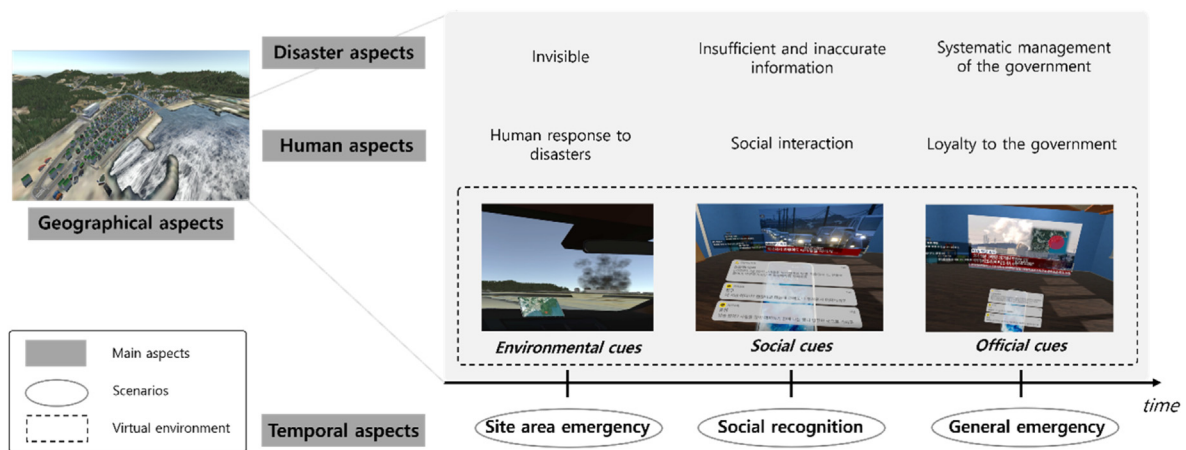 Disaster aspects
Invisible
Insufficient and inaccurate
information
Systematic management
of the government
Human aspects
Human response to
disasters
Social interaction
Loyalty to the government
Geographical aspects
Environmental cues
Social cues
Official cues
Main aspects
Scenarios
Virtual environment
time
Temporal aspects
Site area emergency
Social recognition
General emergency